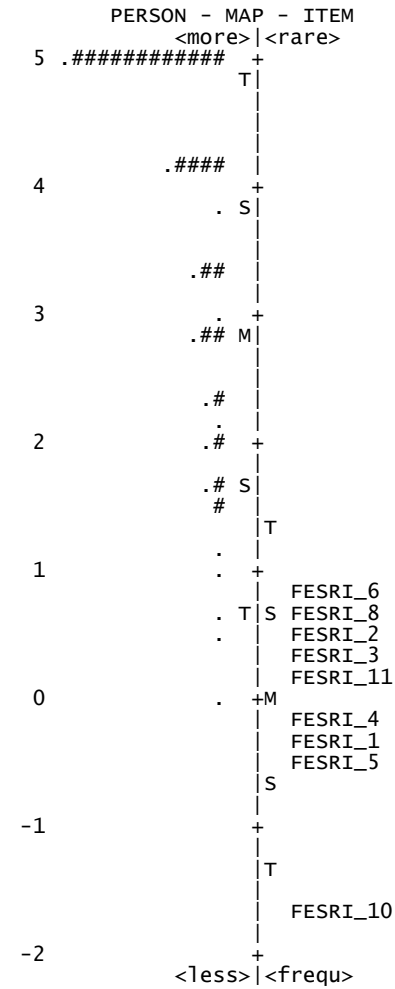 PERSON - MAP - ITEM
<more>|<rare>
5 .############ +
T|
|
|
|
|
.#### |
4 +
. S|
|
|
|
.## |
|
3 . +
.## M|
|
|
|
.# |
. |
2 .# +
|
.# S|
# |
|T
. |
1 . +
| FESRI_6
. T|S FESRI_8
. | FESRI_2
| FESRI_3
| FESRI_11
0 . +M
| FESRI_4
| FESRI_1
| FESRI_5
|S
|
-1 +
|
|T
|
| FESRI_10
|
-2 +
<less>|<frequ>